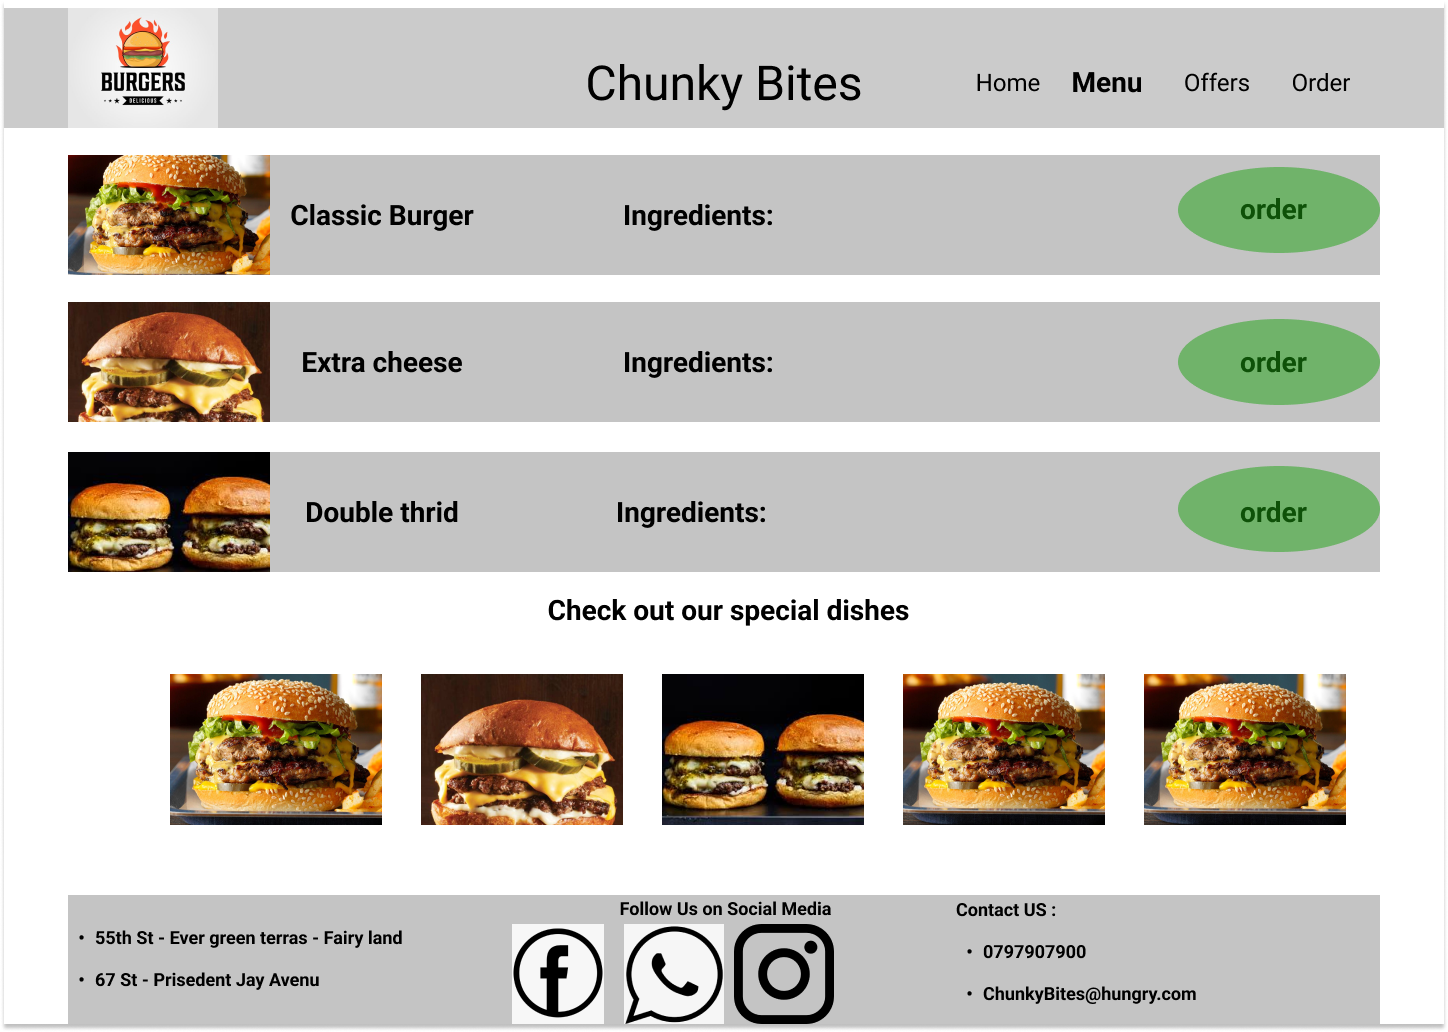 BURGERS
DELICIOUS
Chunky Bites
Home Menu Offers Order
Classic Burger Ingredients: order
Extra cheese Ingredients: order
Double thrid Ingredients: order
Check out our special dishes
Follow Us on Social Media
Contact US :
• 55th St - Ever green terras - Fairy land
• 67 St - Prisedent Jay Avenu
• 0797907900
• ChunkyBites@hungry.com